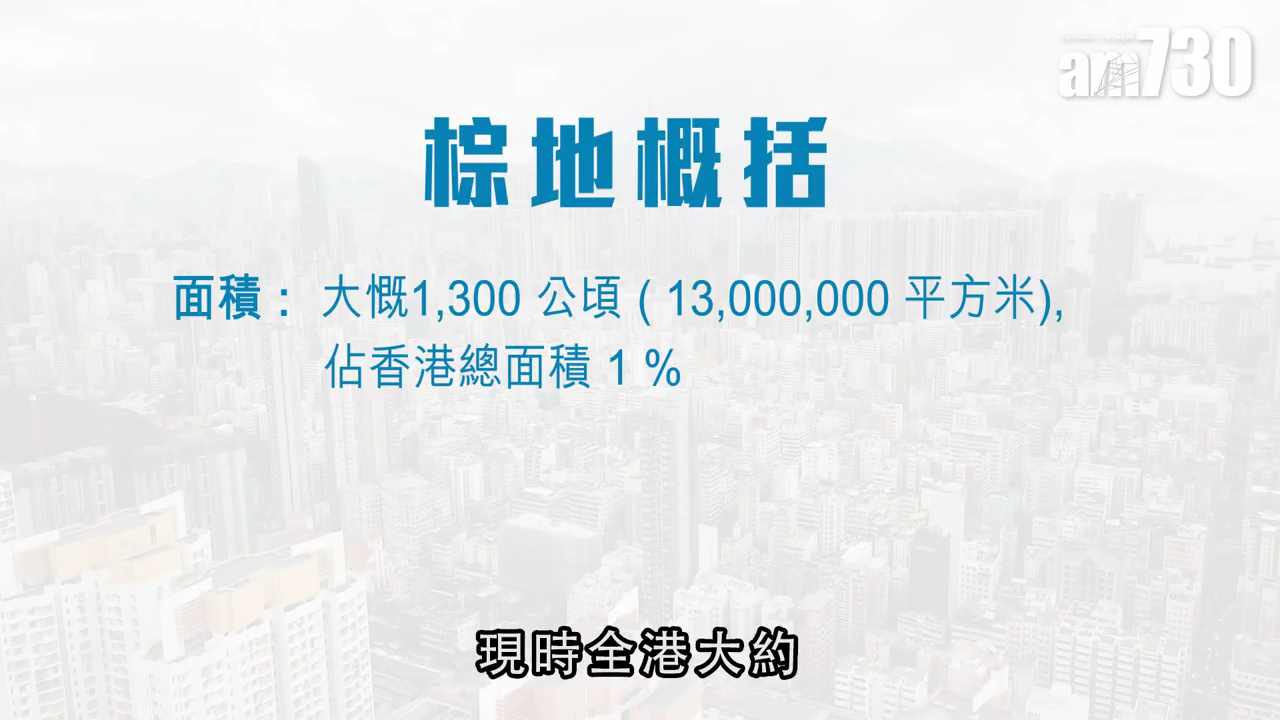 am730
棕地概括
面積： 大慨1,300 公頃 ( 13,000,000 平方米),
佔香港總面積 1 %
現時全港大約